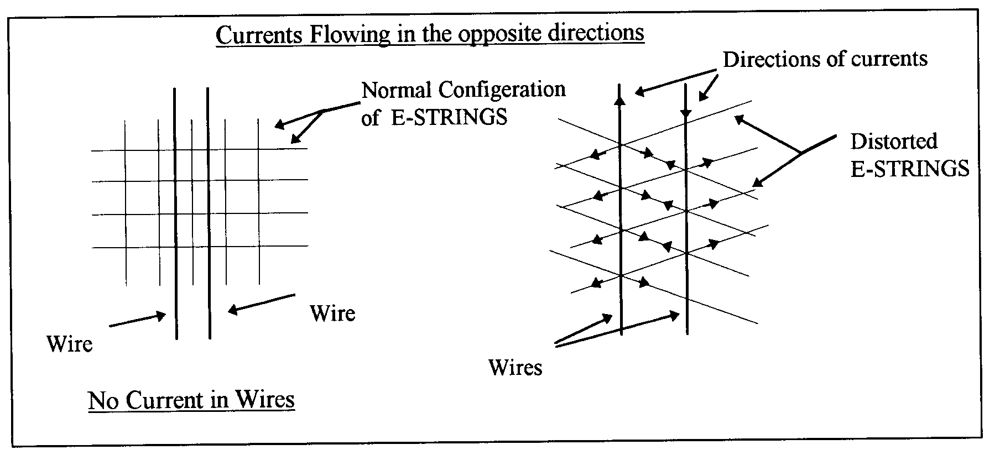 Currents Flowing in the opposite directions
Directions of currents
Normal Configeration
of E-STRINGS
Distorted
E-STRINGS
Wire
Wire
Wires
No Current in Wires